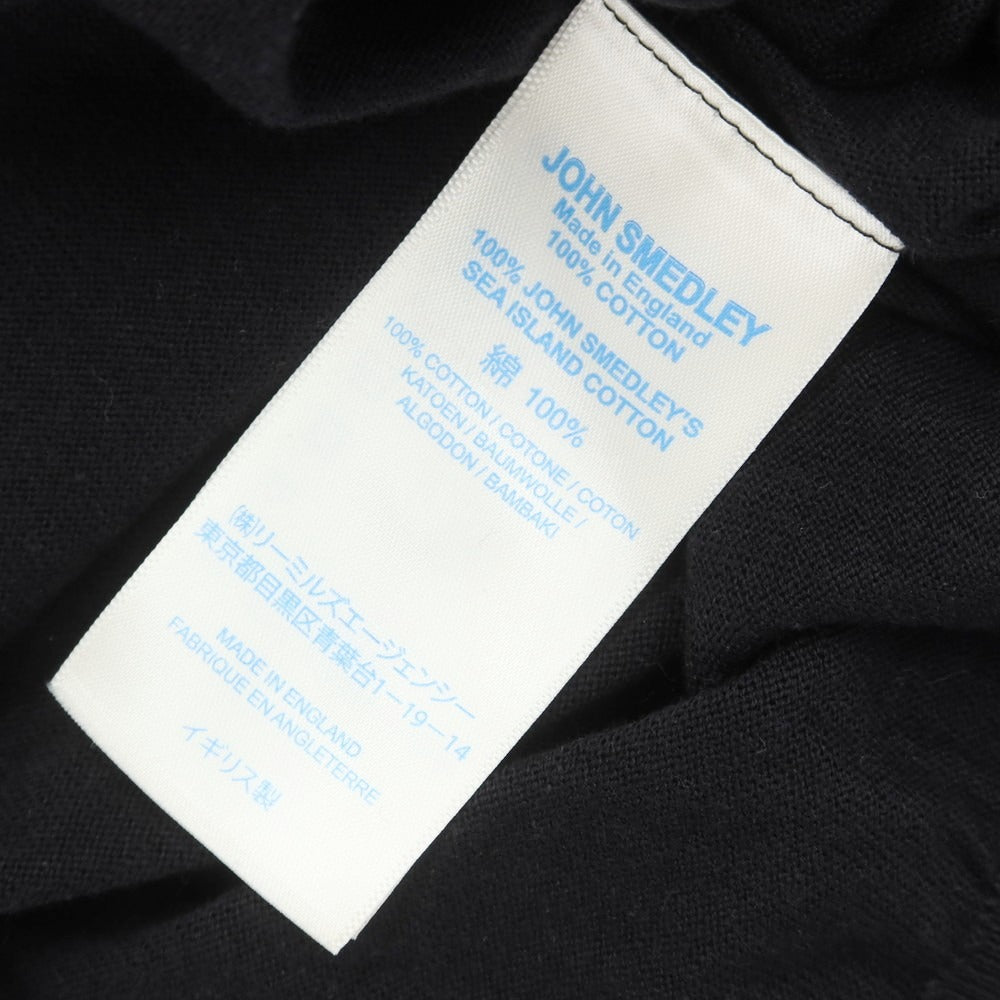 JOHN SMEDLEY
Made in England
100% COTTON
100% JOHN SMEDLEY'S
SEA ISLAND COTTON
綿 100%
100% COTTON / COTONE / COTON
KATOEN / BAUMWOLLE /
ALGODON / BAMBAKI
(株)リーミルズエージェンシー
東京都目黒区青葉台1-19-14
MADE IN ENGLAND
FABRIQUE EN ANGLETERRE
イギリス製